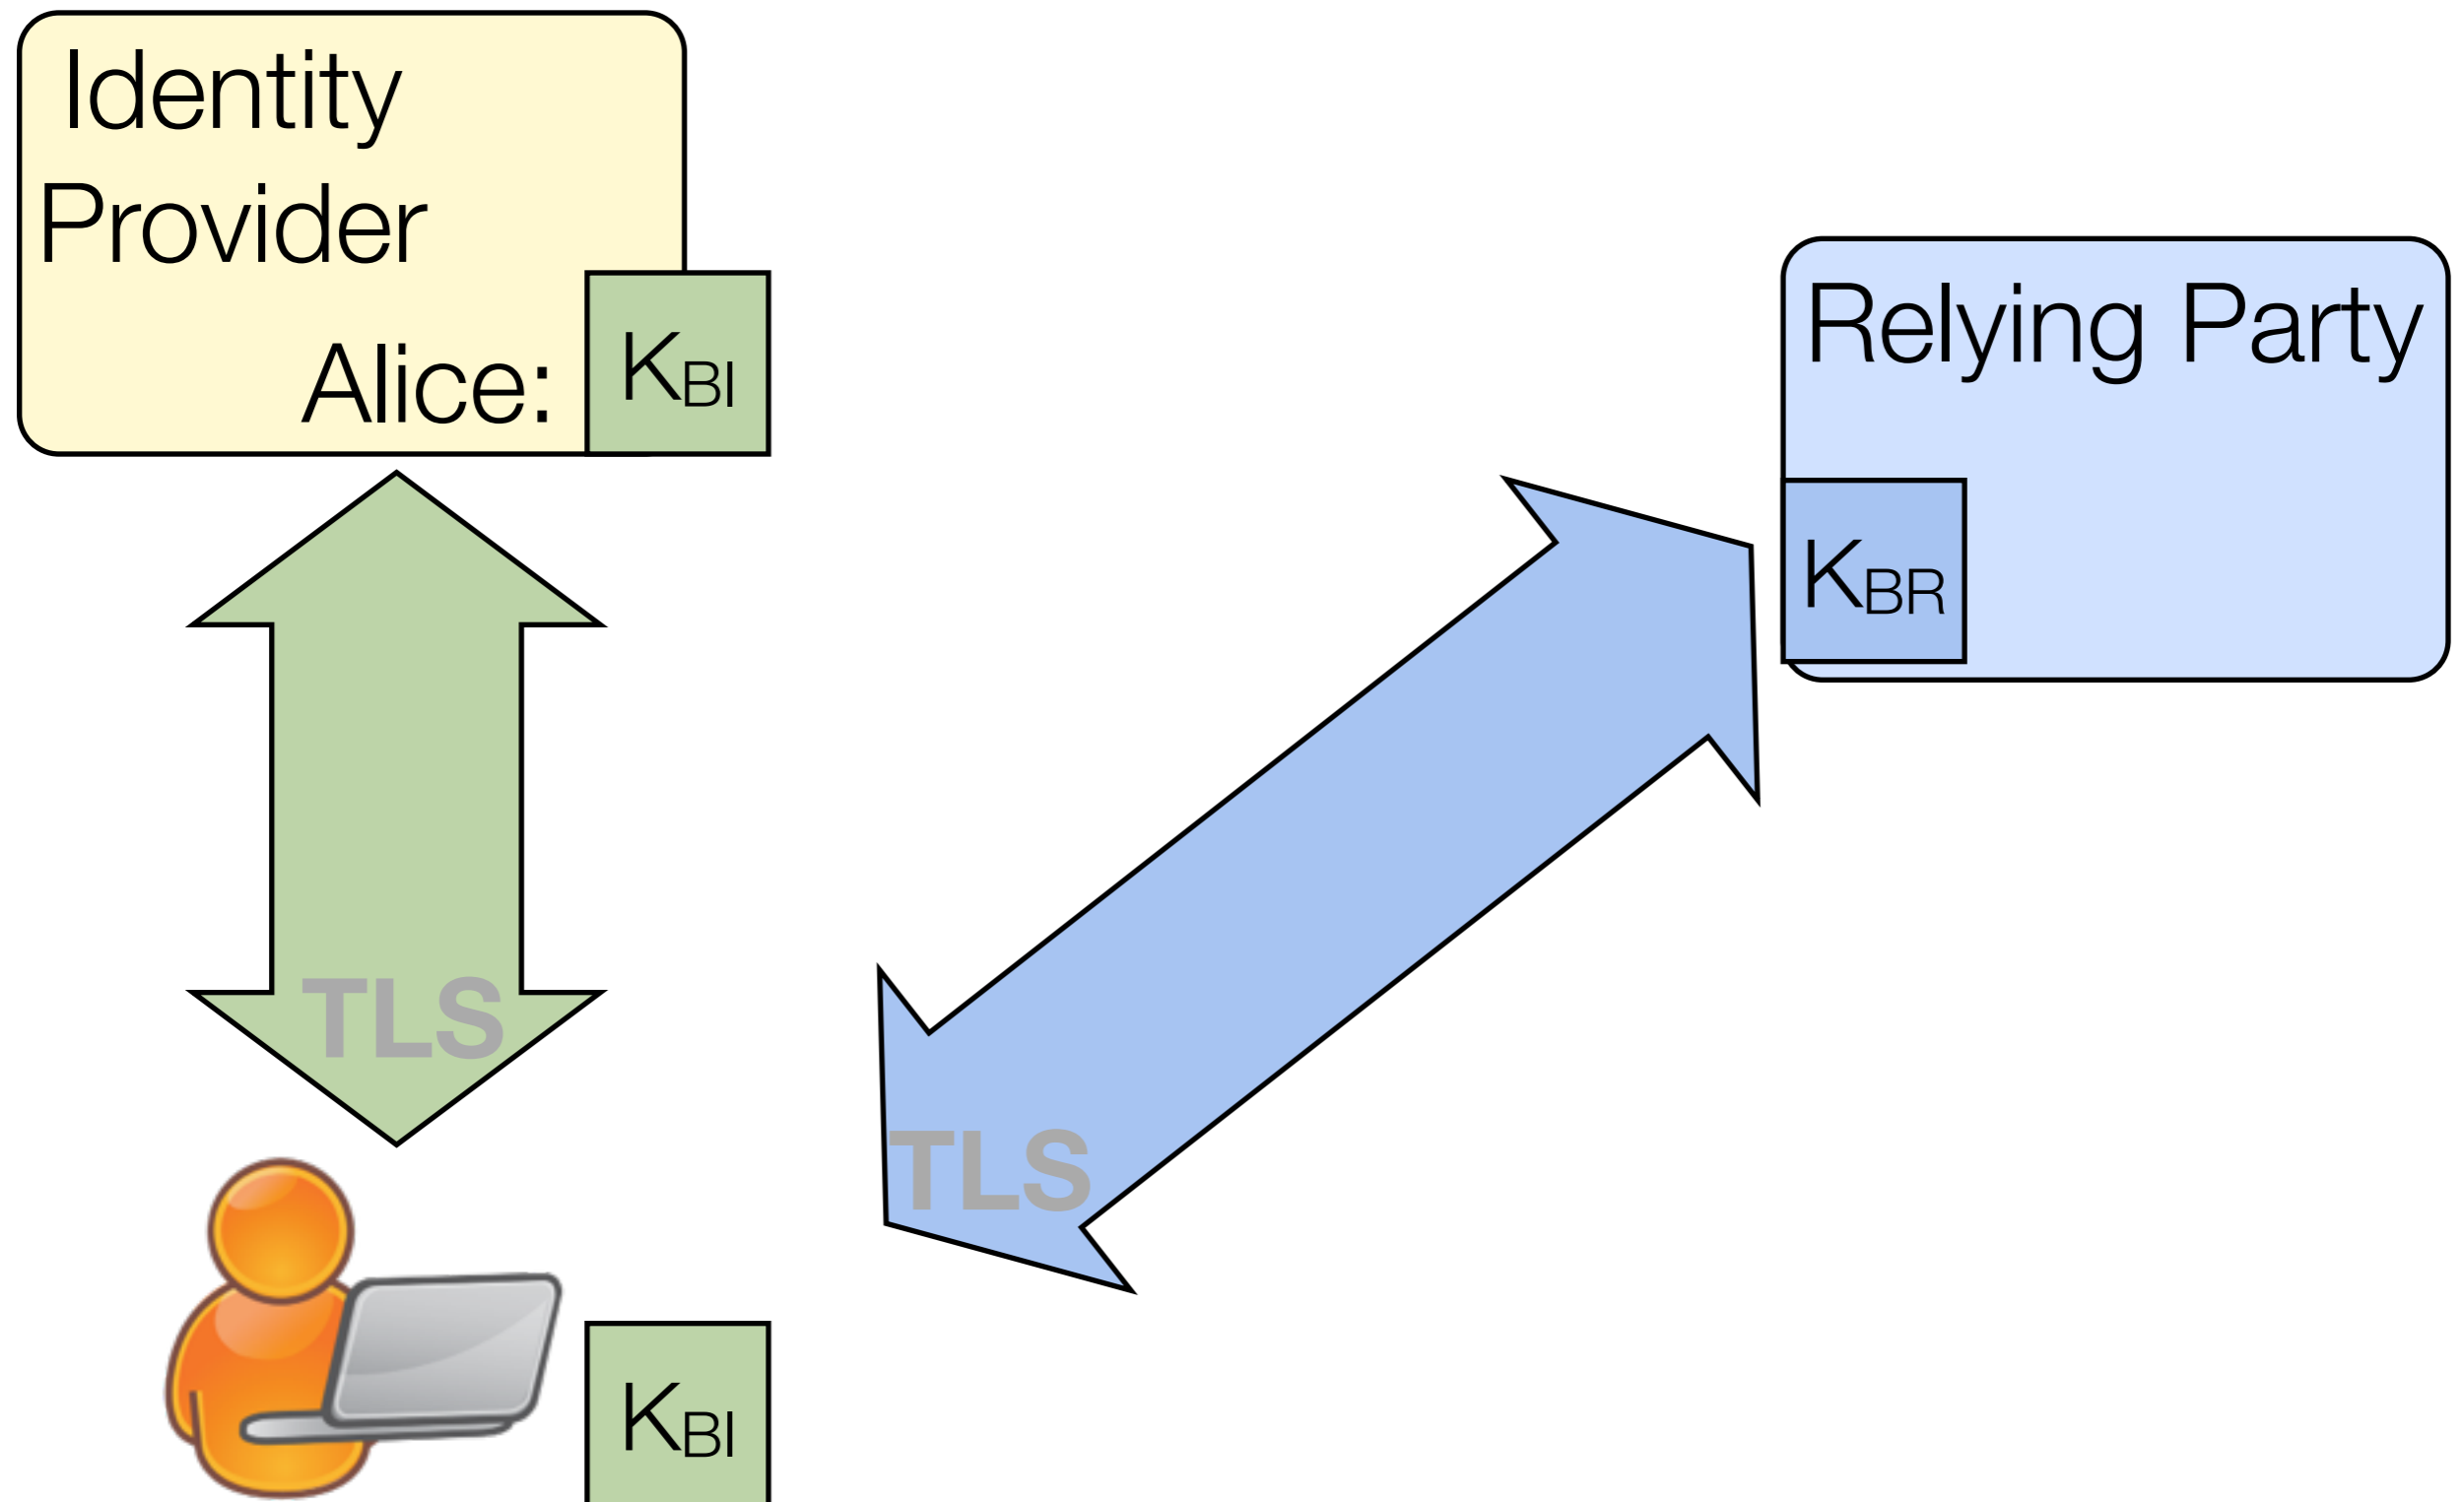 Identity
Provider
Alice:
KBI
Relying Party
KBR
TLS
TLS
KBI